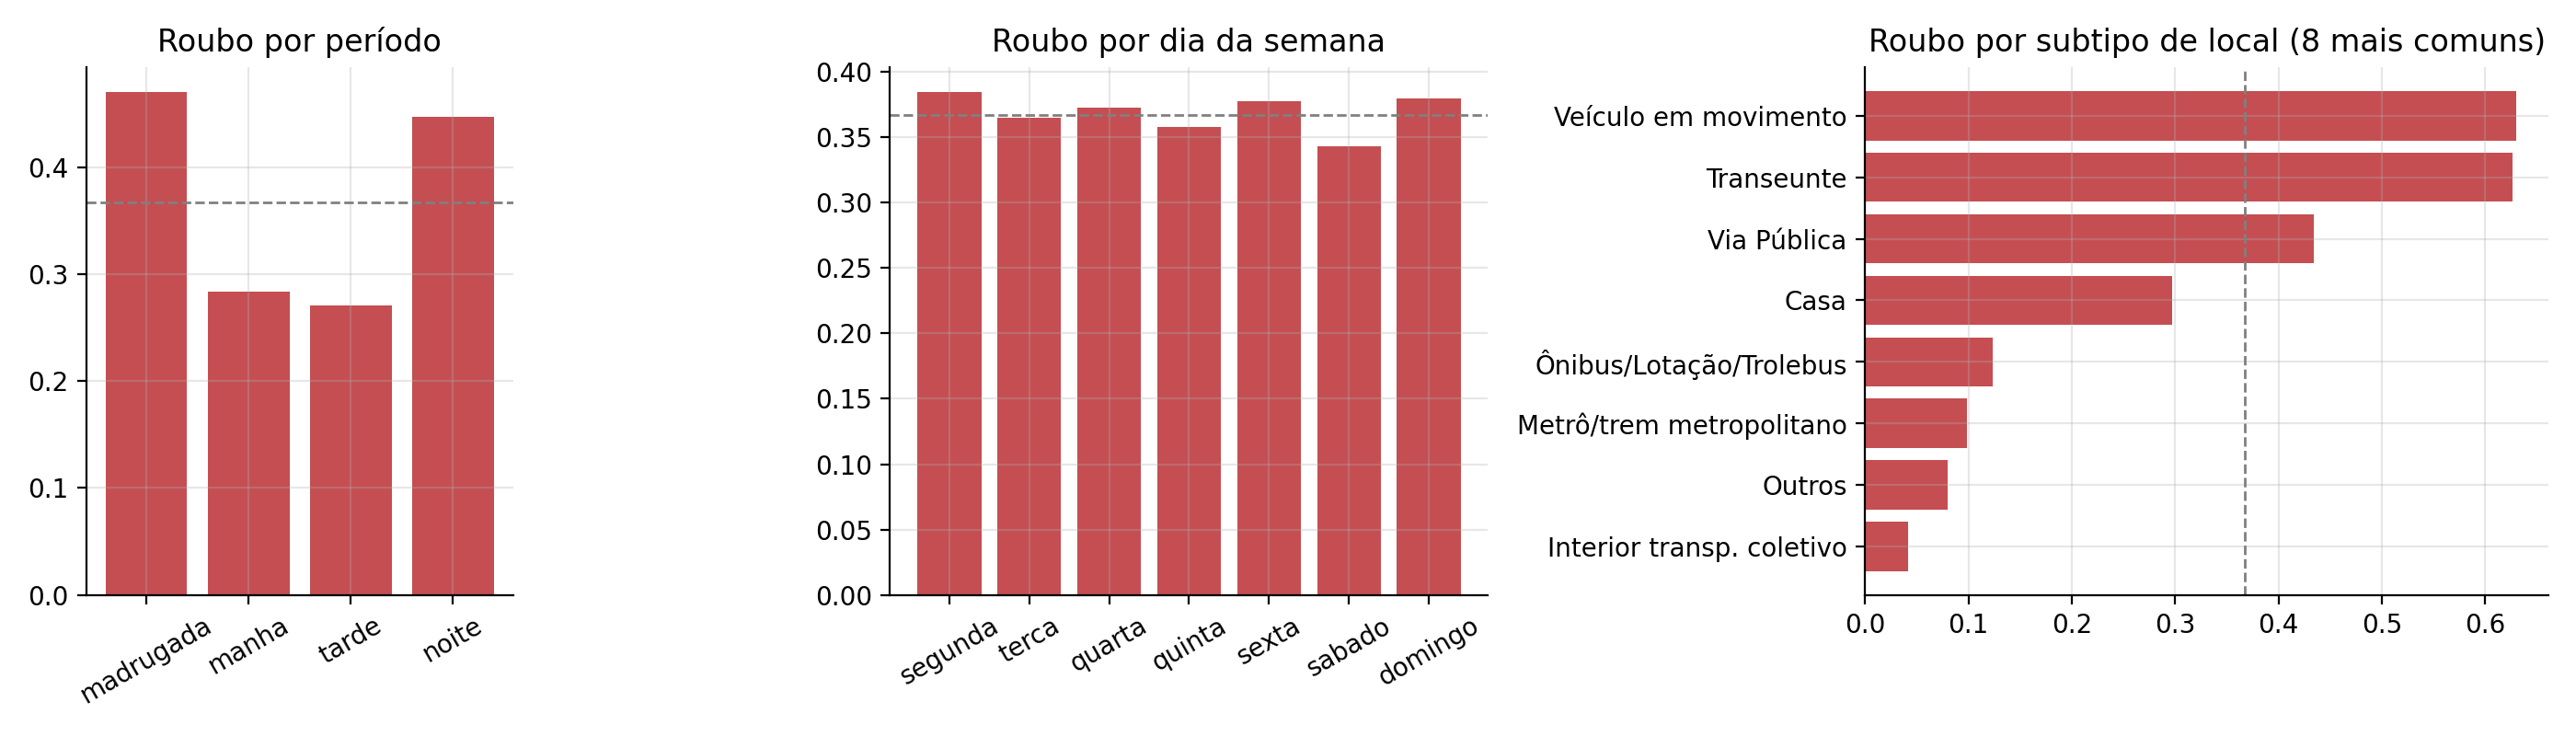 Roubo por período
0.4
0.3
0.2
0.1
0.0
madrugada
manha
tarde
noite
Roubo por dia da semana
0.40
0.35
0.30
0.25
0.20
0.15
0.10
0.05
0.00
segunda
terca
quarta
quinta
sexta
sabado
domingo
Roubo por subtipo de local (8 mais comuns)
Veículo em movimento
Transeunte
Via Pública
Casa
Ônibus/Lotação/Trolebus
Metrô/trem metropolitano
Outros
Interior transp. coletivo
0.0
0.1
0.2
0.3
0.4
0.5
0.6